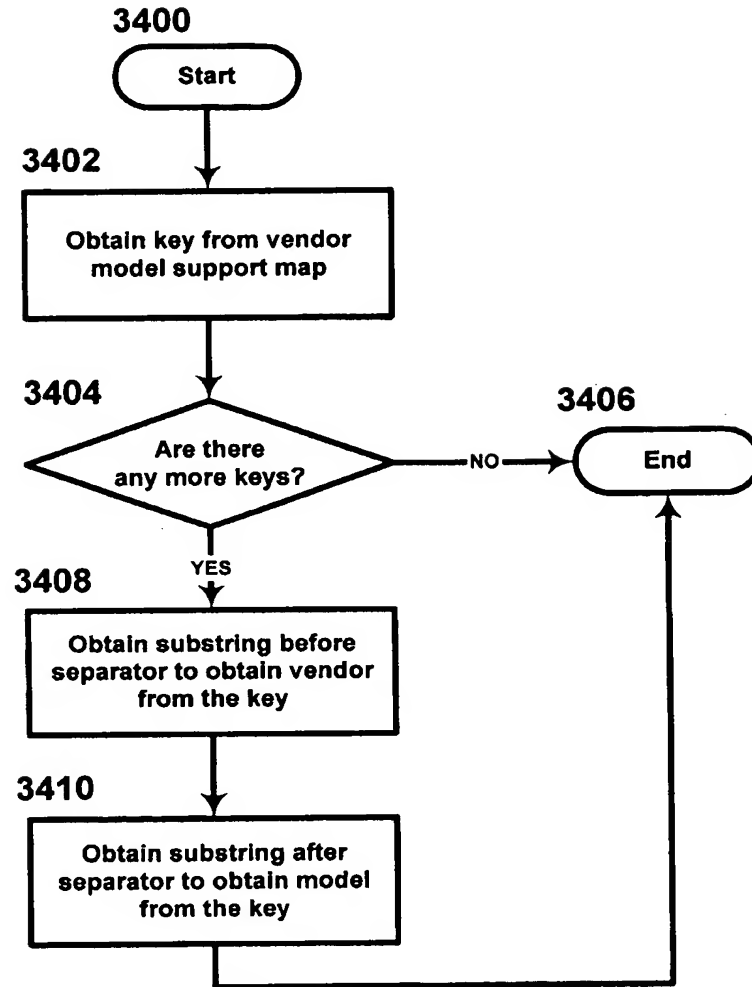 3400
Start
3402
Obtain key from vendor
model support map
3404
Are there
any more keys?
NO
3406
End
YES
3408
Obtain substring before
separator to obtain vendor
from the key
3410
Obtain substring after
separator to obtain model
from the key